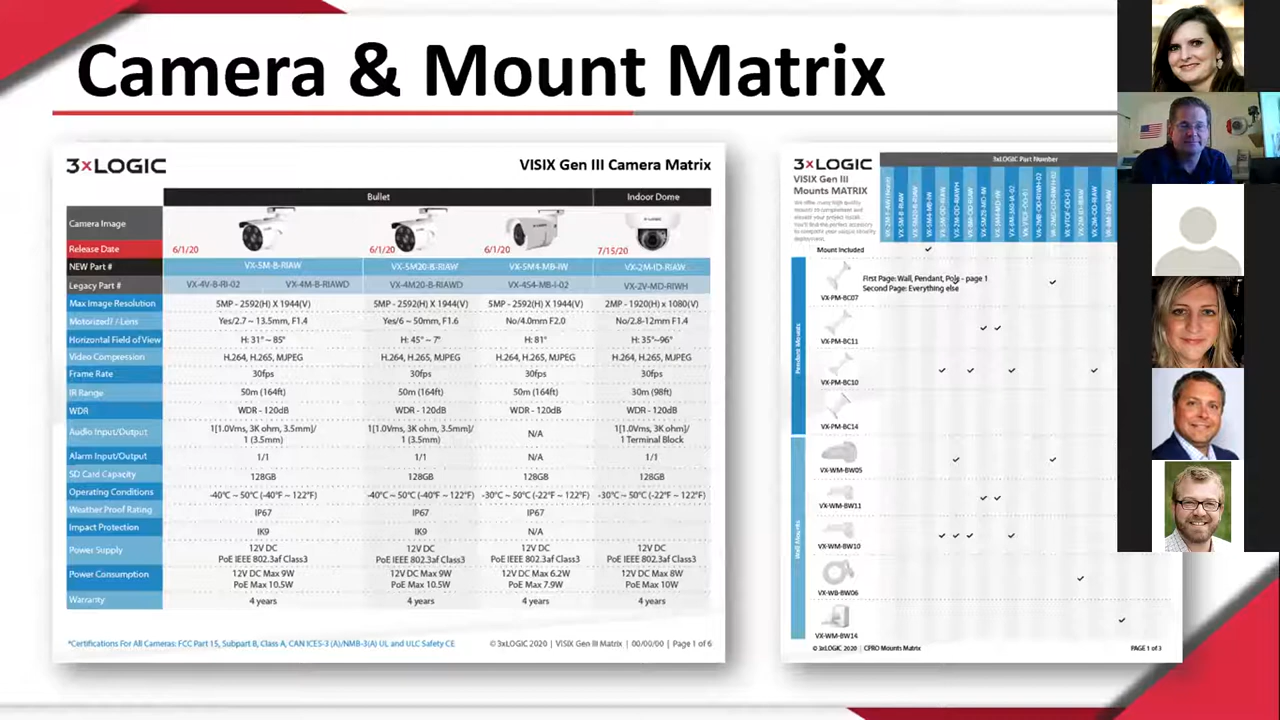 Camera & Mount Matrix
3xLOGIC
VISIX Gen III Camera Matrix
Bullet Indoor Dome
Camera Image
Release Date 6/1/20 6/1/20 6/1/20 7/15/20
NEW Part # VX-5M-B-RIAW VX-5M20-B-RIAW VX-5M4-MB-IW VX-2M-ID-RIAW
Legacy Part # VX-4V-B-RI-02 VX-4M-B-RIAWD VX-4M20-B-RIAWD VX-4S4-MB-I-02 VX-2V-MD-RIWH
Max Image Resolution 5MP - 2592(H) X 1944(V) 5MP - 2592(H) X 1944(V) 5MP - 2592(H) X 1944(V) 2MP - 1920(H) x 1080(V)
Motorized? / Lens Yes/2.7 ~ 13.5mm, F1.4 Yes/6 ~ 50mm, F1.6 No/4.0mm F2.0 No/2.8-12mm F1.4
Horizontal Field of View H: 31° ~ 85° H: 45° ~ 7° H: 81° H: 35°~96°
Video Compression H.264, H.265, MJPEG H.264, H.265, MJPEG H.264, H.265, MJPEG H.264, H.265, MJPEG
Frame Rate 30fps 30fps 30fps 30fps
IR Range 50m (164ft) 50m (164ft) 50m (164ft) 30m (98ft)
WDR WDR - 120dB WDR - 120dB WDR - 120dB WDR - 120dB
Audio Input/Output 1[1.0Vms, 3K ohm, 3.5mm)/ 1[1.0Vms, 3K ohm, 3.5mm)/ N/A 1[1.0Vms, 3K ohm)/
1 (3.5mm) 1 (3.5mm) 1 Terminal Block
Alarm Input/Output 1/1 1/1 N/A 1/1
SD Card Capacity 128GB 128GB 128GB 128GB
Operating Conditions -40°C ~ 50°C (-40°F ~ 122°F) -40°C ~ 50°C (-40°F ~ 122°F) -30°C ~ 50°C (-22°F ~ 122°F) -30°C ~ 50°C (-22°F ~ 122°F)
Weather Proof Rating IP67 IP67 IP67
Impact Protection IK9 IK9 N/A
Power Supply 12V DC 12V DC 12V DC 12V DC
PoE IEEE 802.3af Class3 PoE IEEE 802.3af Class3 PoE IEEE 802.3af Class3 PoE IEEE 802.3af Class3
Power Consumption 12V DC Max 9W 12V DC Max 9W 12V DC Max 6.2W 12V DC Max 8W
PoE Max 10.5W PoE Max 10.5W PoE Max 7.9W PoE Max 10W
Warranty 4 years 4 years 4 years 4 years
*Certifications For All Cameras: FCC Part 15, Subpart B, Class A, CAN ICES-3 (A)/NMB-3(A) UL and ULC Safety CE
© 3xLOGIC 2020 | VISIX Gen III Matrix | 00/00/00 | Page 1 of 6
3xLOGIC
3xLOGIC Part Number
VISIX Gen III
Mounts MATRIX
Mount Included
First Page: Wall, Pendant, Pole - page 1
Second Page: Everything else
Pendant Mounts
VX-PM-BC07
VX-PM-BC11
VX-PM-BC10
VX-PM-BC14
Wall Mounts
VX-WM-BW05
VX-WM-BW11
VX-WM-BW10
VX-WB-BW06
VX-WM-BW14
© 3xLOGIC 2020 | CPRO Mounts Matrix
PAGE 1 of 3